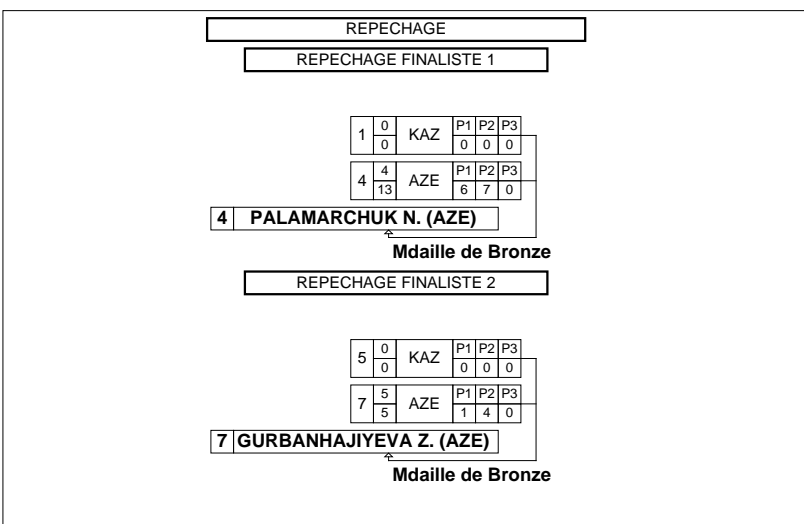 REPECHAGE
REPECHAGE FINALISTE 1
1 0 KAZ P1 P2 P3
0 0 0 0
4 4 AZE P1 P2 P3
13 6 7 0
4 PALAMARCHUK N. (AZE)
Mdaille de Bronze
REPECHAGE FINALISTE 2
5 0 KAZ P1 P2 P3
0 0 0 0
7 5 AZE P1 P2 P3
5 1 4 0
7 GURBANHAJIYEVA Z. (AZE)
Mdaille de Bronze